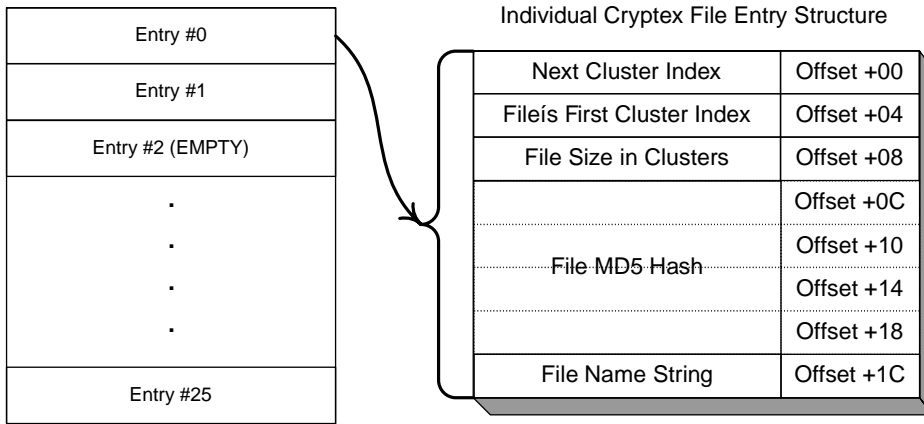 Entry #0
Entry #1
Entry #2 (EMPTY)
.
.
.
.
Entry #25
Individual Cryptex File Entry Structure
Next Cluster Index Offset +00
Fileís First Cluster Index Offset +04
File Size in Clusters Offset +08
Offset +0C
File MD5 Hash
Offset +10
Offset +14
Offset +18
File Name String Offset +1C